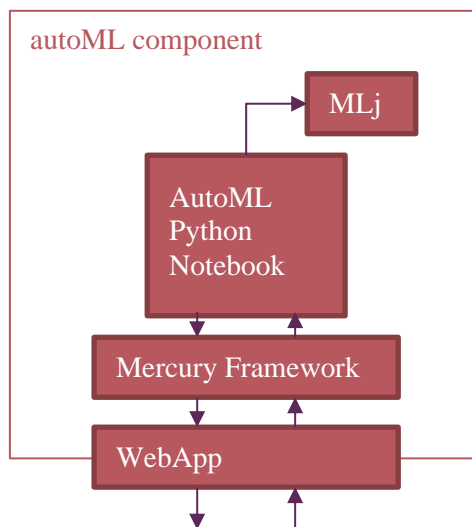 autoML component
MLj
AutoML
Python
Notebook
Mercury Framework
WebApp